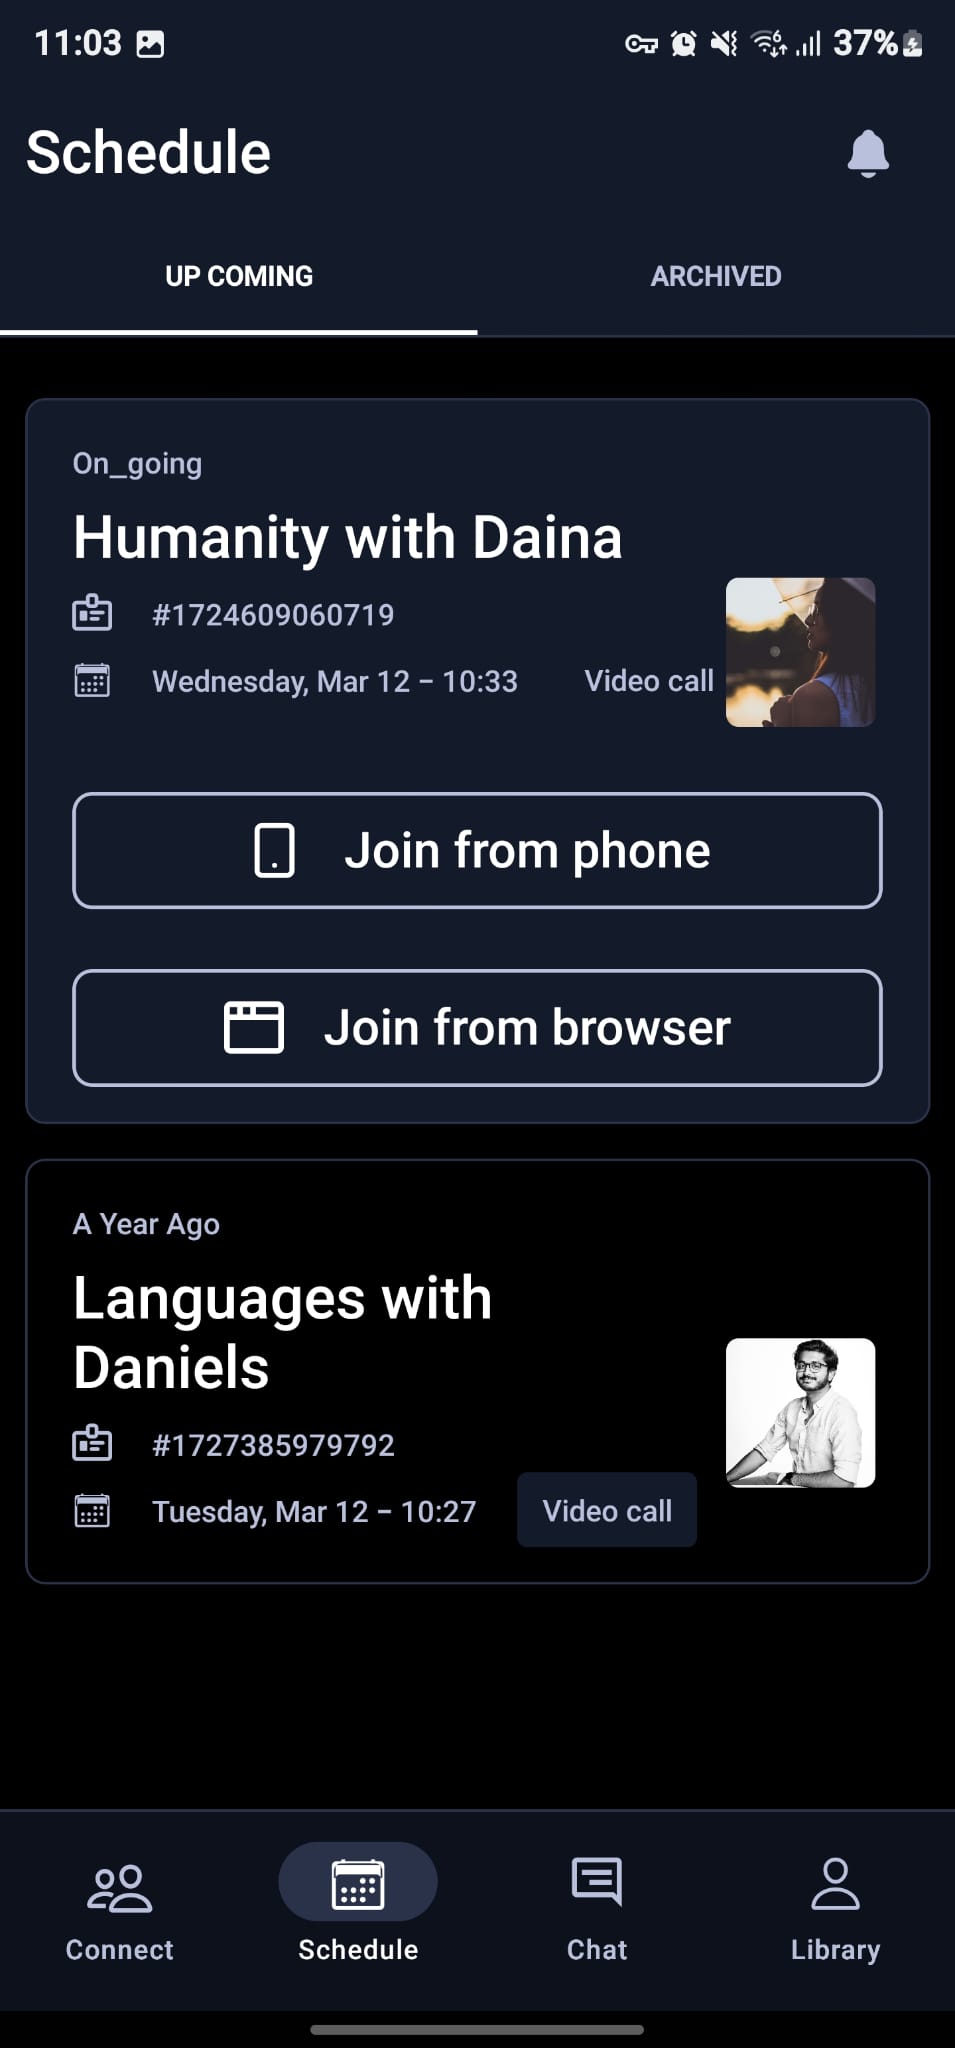 11:03 37%
Schedule
UP COMING ARCHIVED
On_going
Humanity with Daina
#1724609060719
Wednesday, Mar 12 – 10:33 Video call
Join from phone
Join from browser
A Year Ago
Languages with
Daniels
#1727385979792
Tuesday, Mar 12 – 10:27 Video call
Connect Schedule Chat Library